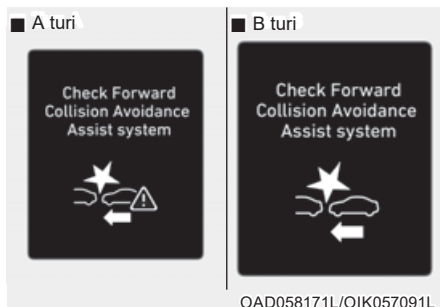 ■ A turi
Check Forward
Collision Avoidance
Assist system
■ B turi
Check Forward
Collision Avoidance
Assist system
OAD058171L/OIK057091L